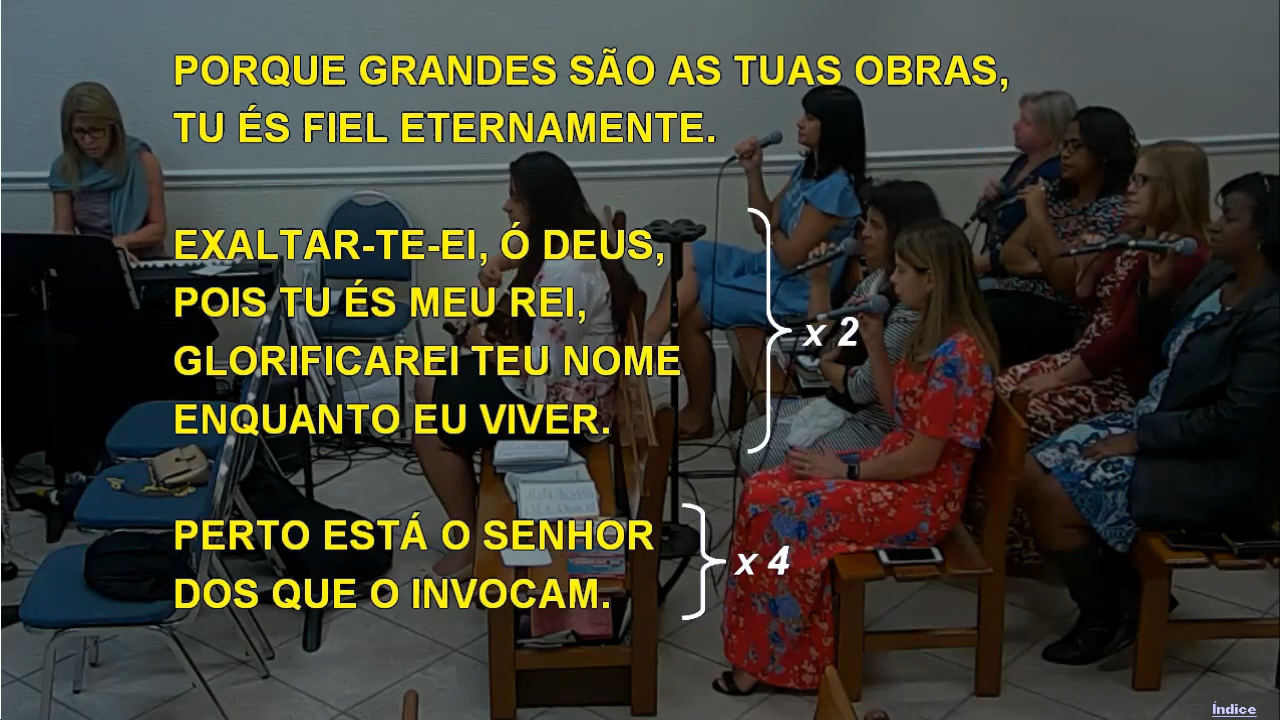 PORQUE GRANDES SÃO AS TUAS OBRAS,
TU ÉS FIEL ETERNAMENTE.
EXALTAR-TE-EI, Ó DEUS,
POIS TU ÉS MEU REI,
GLORIFICAREI TEU NOME
ENQUANTO EU VIVER.
x 2
PERTO ESTÁ O SENHOR
DOS QUE O INVOCAM.
x 4
Índice